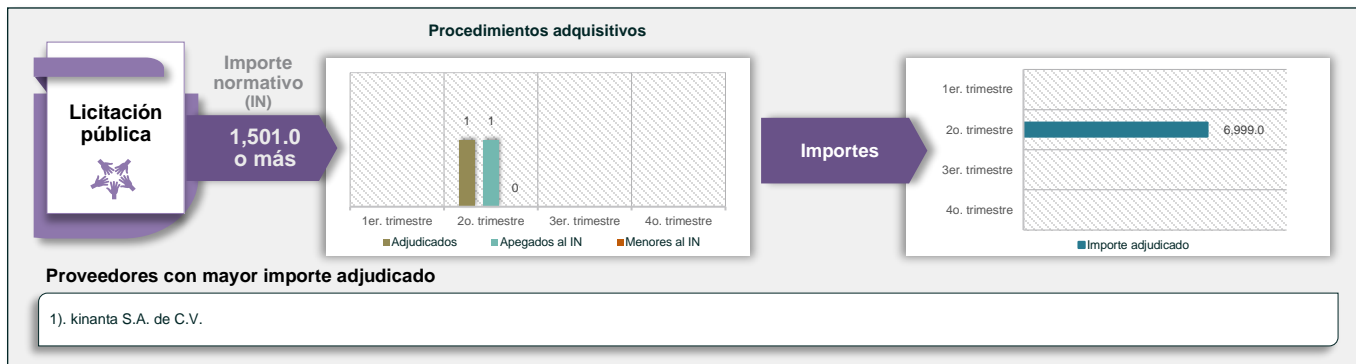 Procedimientos adquisitivos
Licitación
pública
Importe
normativo
(IN)
1,501.0
o más
1
1
0
1er. trimestre
2o. trimestre
3er. trimestre
4o. trimestre
Adjudicados
Apegados al IN
Menores al IN
Importes
1er. trimestre
2o. trimestre
6,999.0
3er. trimestre
4o. trimestre
Importe adjudicado
Proveedores con mayor importe adjudicado
1). kinanta S.A. de C.V.